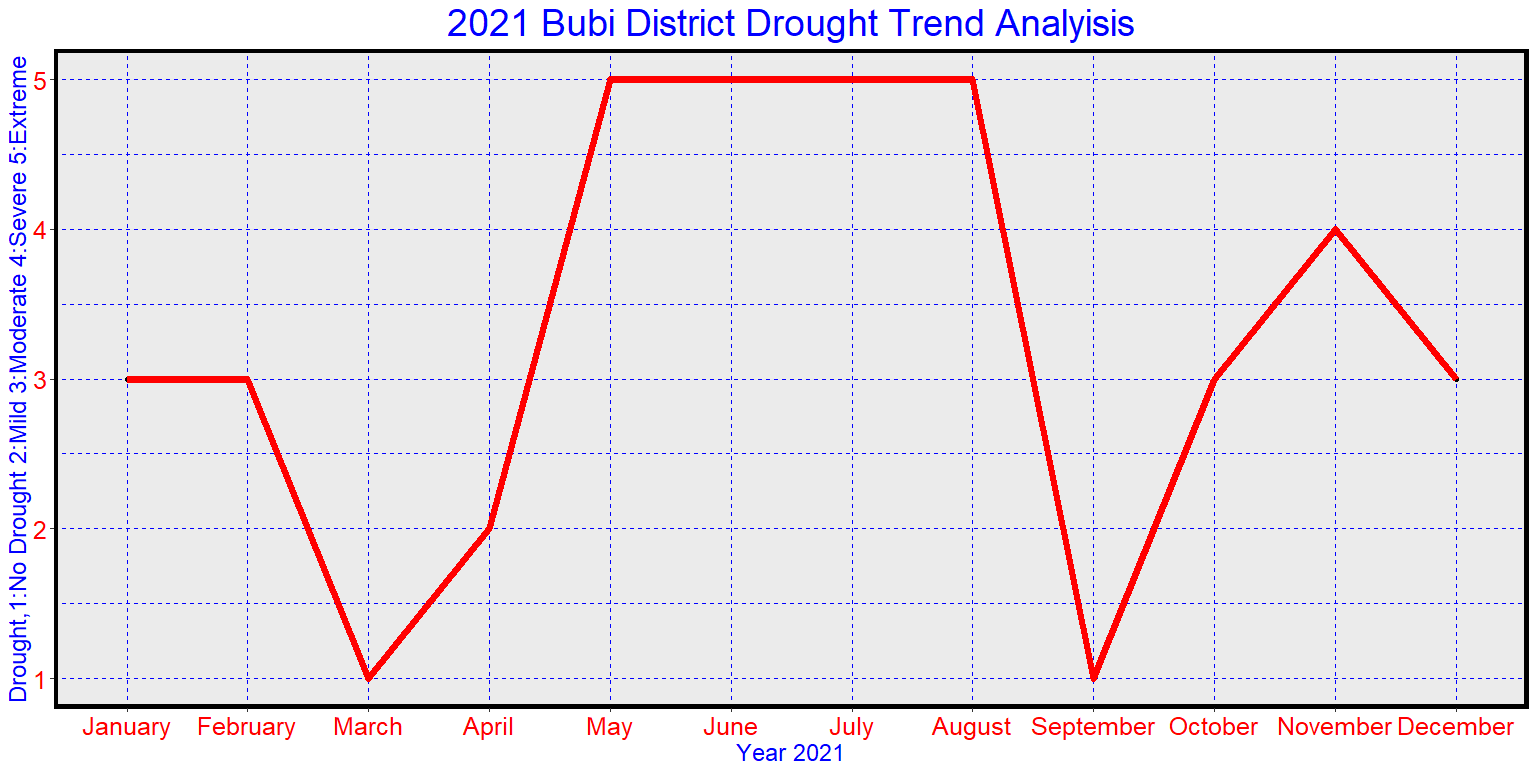 2021 Bubi District Drought Trend Analyisis
Drought,1:No Drought 2:Mild 3:Moderate 4:Severe 5:Extreme
5
4
3
2
1
January February March April May June July August September October November December
Year 2021